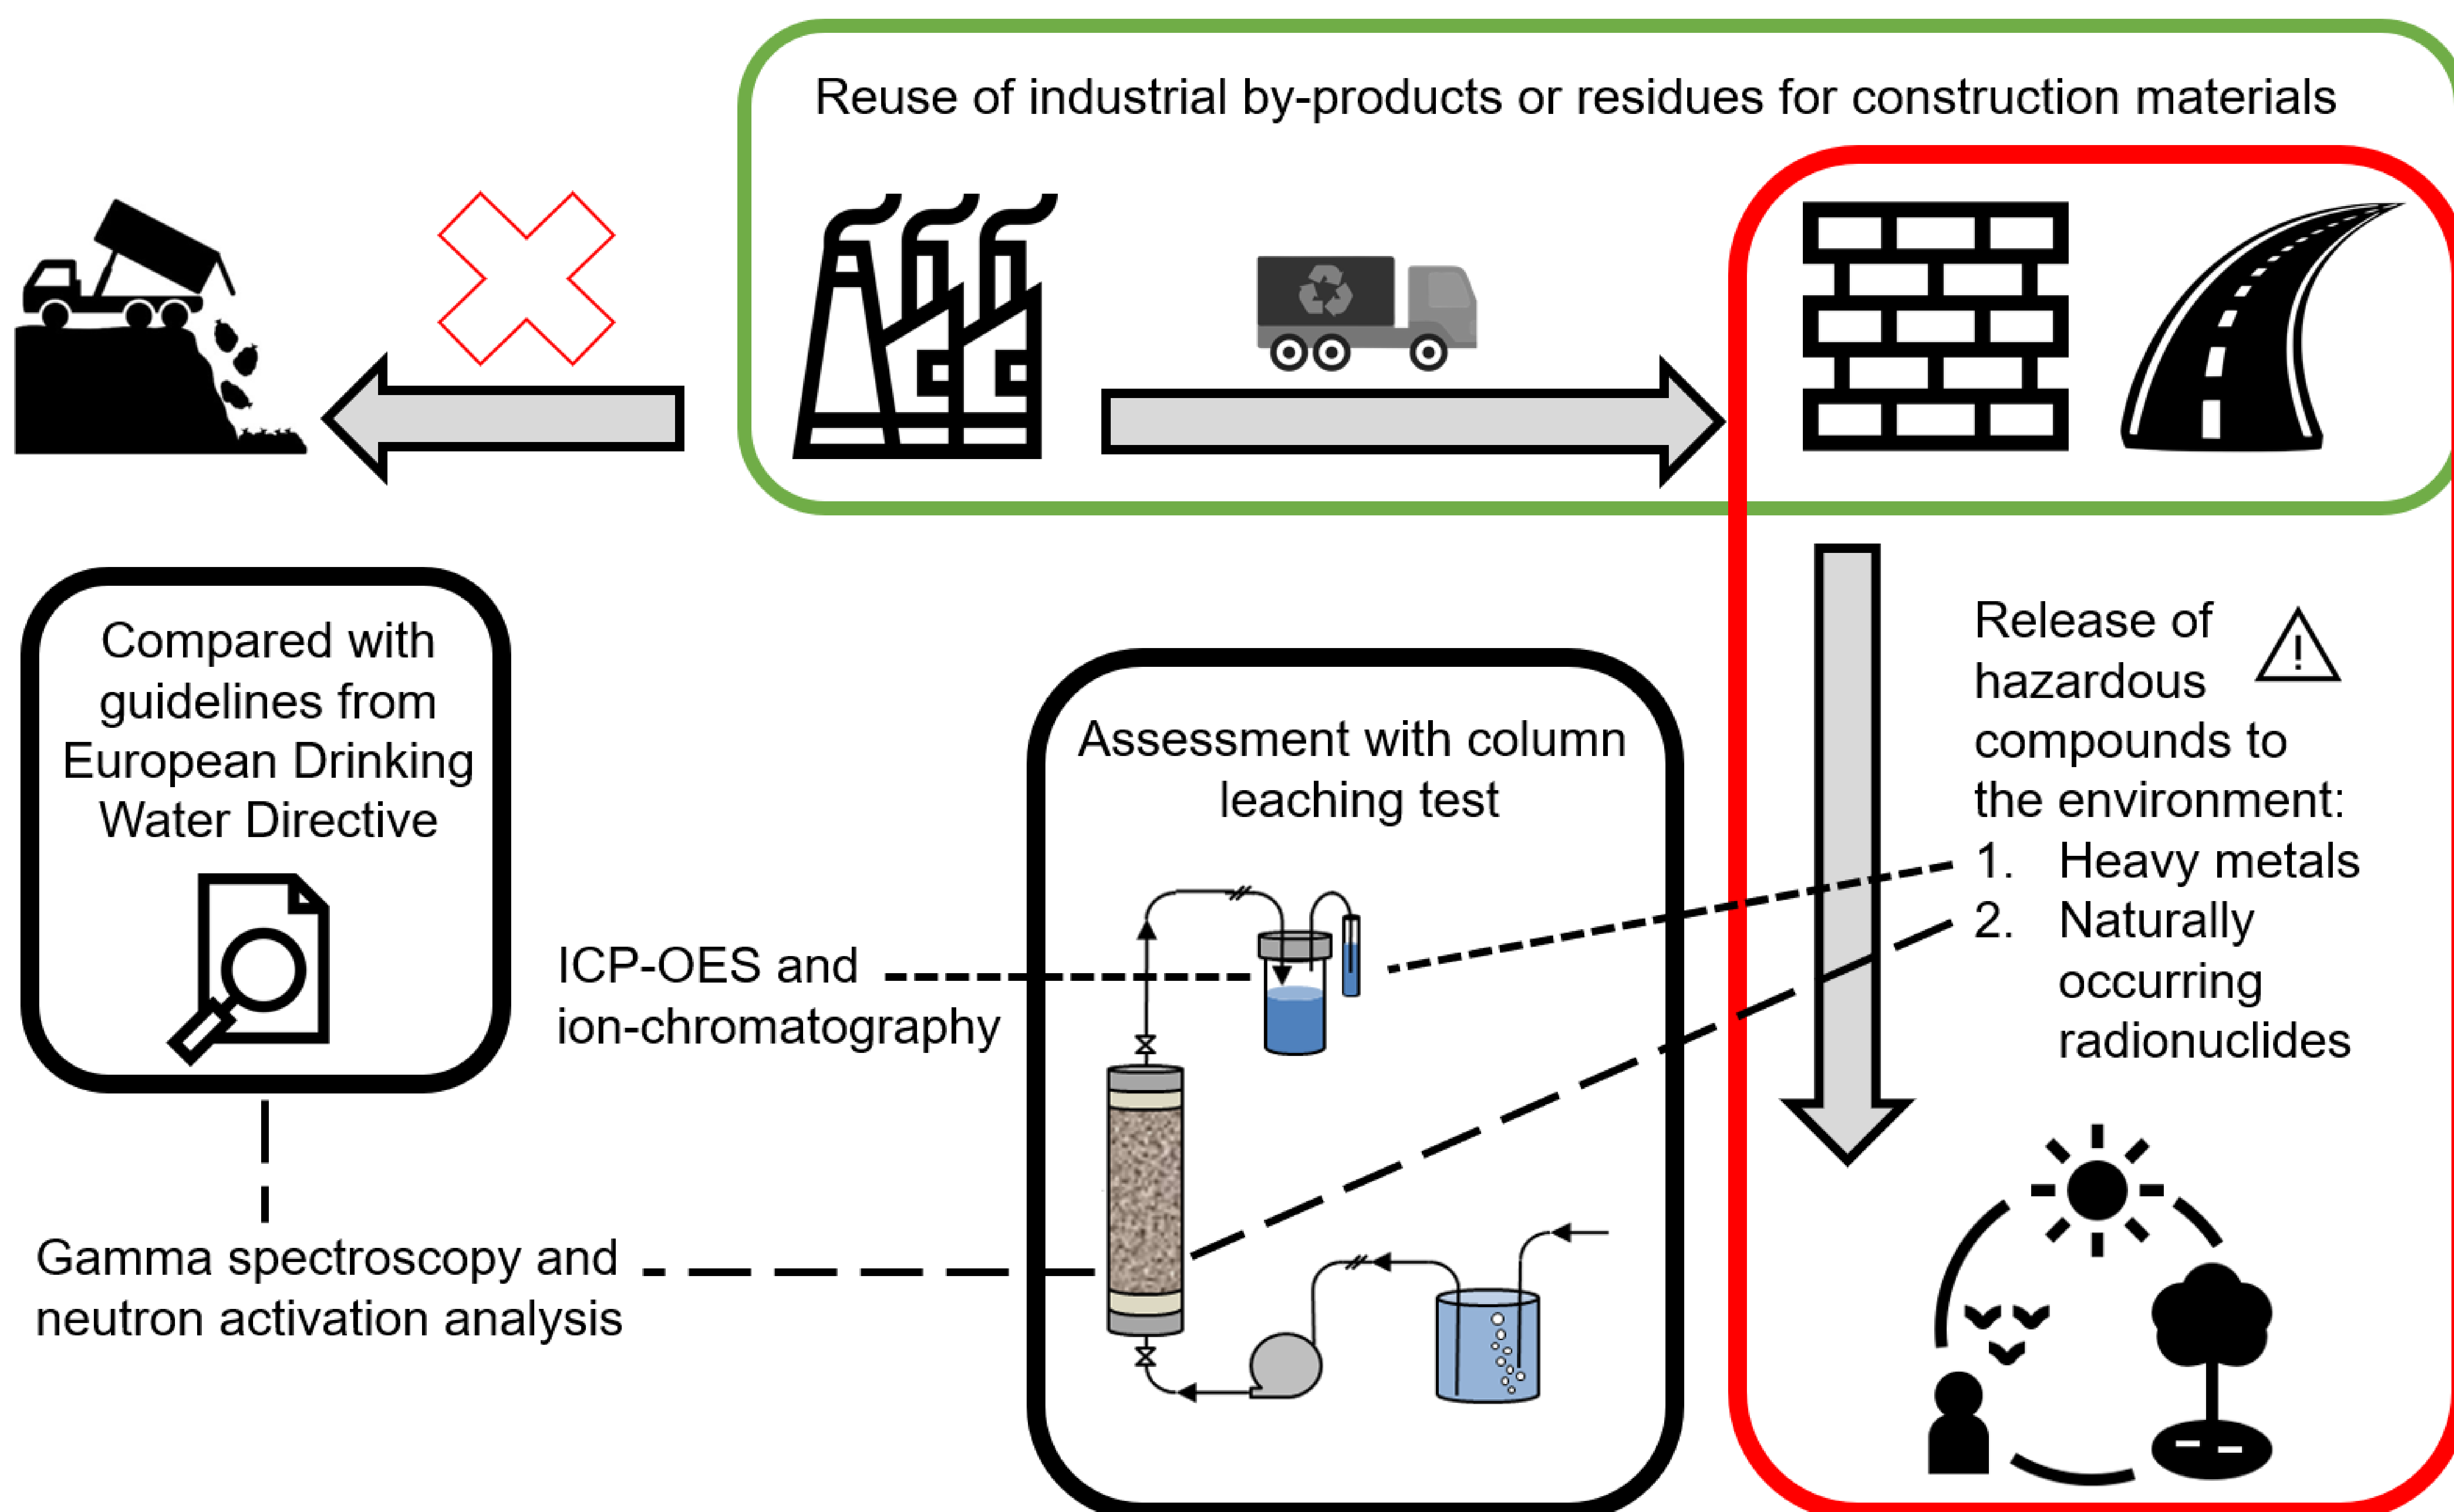 Reuse of industrial by-products or residues for construction materials
Compared with
guidelines from
European Drinking
Water Directive
Assessment with column
leaching test
Release of
hazardous
compounds to
the environment:
1. Heavy metals
2. Naturally
occurring
radionuclides
ICP-OES and
ion-chromatography
Gamma spectroscopy and
neutron activation analysis